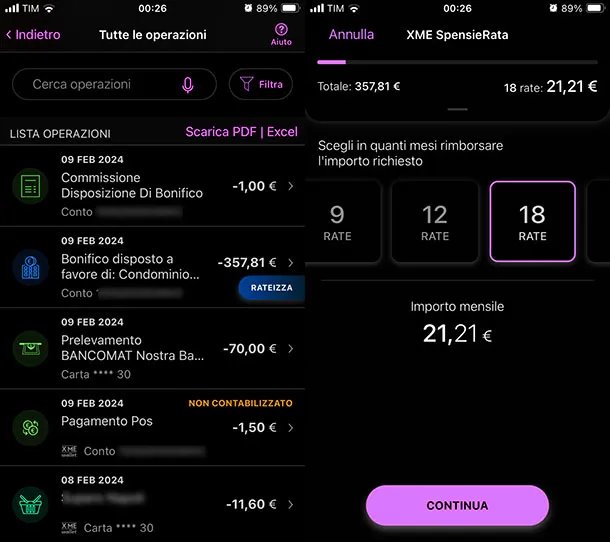 TIM 00:26 89%
Indietro Tutte le operazioni Aiuto
Cerca operazioni Filtra
LISTA OPERAZIONI Scarica PDF | Excel
09 FEB 2024
Commissione
Disposizione Di Bonifico -1,00 €
Conto
09 FEB 2024
Bonifico disposto a
favore di: Condominio... -357,81 €
Conto
RATEIZZA
09 FEB 2024
Prelevamento
BANCOMAT Nostra Ba... -70,00 €
Carta **** 30
09 FEB 2024 NON CONTABILIZZATO
Pagamento Pos -1,50 €
XME Conto
08 FEB 2024
-11,60 €
XME Carta **** 30
TIM 00:26 89%
Annulla XME SpensieRata
Totale: 357,81 € 18 rate: 21,21 €
Scegli in quanti mesi rimborsare
l'importo richiesto
9 12 18
RATE RATE RATE
Importo mensile
21,21 €
CONTINUA